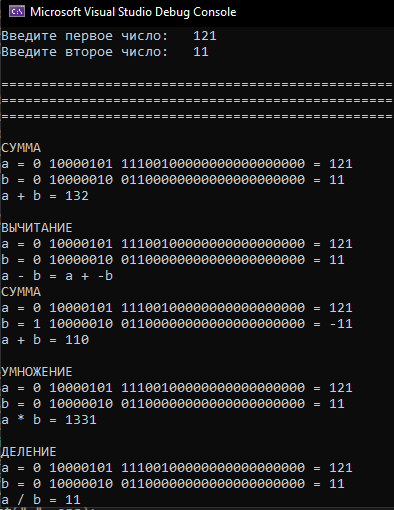 Microsoft Visual Studio Debug Console
Введите первое число:   121
Введите второе число:   11
=================================================
=================================================
=================================================
СУММА
a = 0 10000101 11100100000000000000000 = 121
b = 0 10000010 01100000000000000000000 = 11
a + b = 132
ВЫЧИТАНИЕ
a = 0 10000101 11100100000000000000000 = 121
b = 0 10000010 01100000000000000000000 = 11
a - b = a + -b
СУММА
a = 0 10000101 11100100000000000000000 = 121
b = 1 10000010 01100000000000000000000 = -11
a + b = 110
УМНОЖЕНИЕ
a = 0 10000101 11100100000000000000000 = 121
b = 0 10000010 01100000000000000000000 = 11
a * b = 1331
ДЕЛЕНИЕ
a = 0 10000101 11100100000000000000000 = 121
b = 0 10000010 01100000000000000000000 = 11
a / b = 11